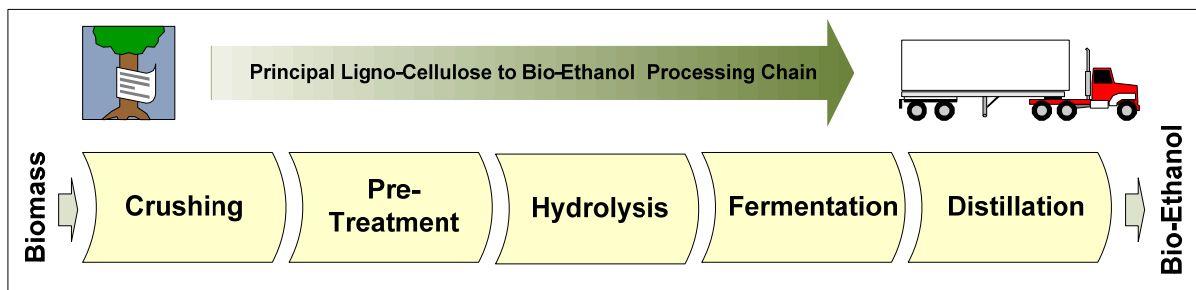 Principal Ligno-Cellulose to Bio-Ethanol Processing Chain
Biomass
Crushing
Pre-
Treatment
Hydrolysis
Fermentation
Distillation
Bio-Ethanol